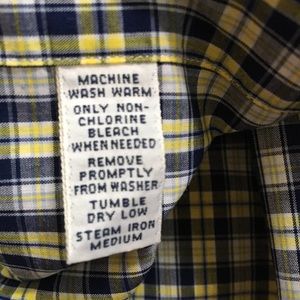 MACHINE
WASH WARM
ONLY NON-
CHLORINE
BLEACH
WHEN NEEDED
REMOVE
PROMPTLY
FROM WASHER
TUMBLE
DRY LOW
STEAM IRON
MEDIUM